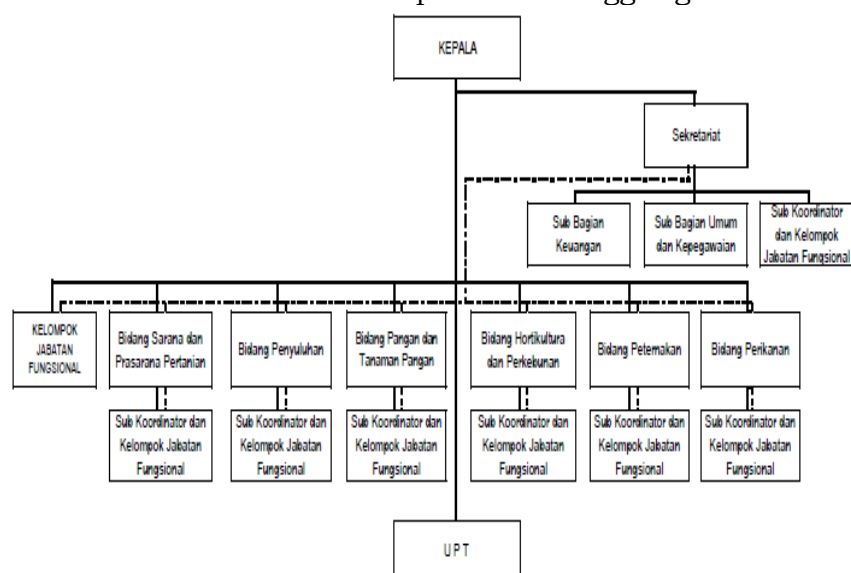 KEPALA
Sekretariat
Sub Bagian
Keuangan
Sub Bagian Umum
dan Kepegawaian
Sub Koordinator
dan Kelompok
Jabatan Fungsional
KELOMPOK
JABATAN
FUNGSIONAL
Bidang Sarana dan
Prasarana Pertanian
Bidang Penyuluhan
Bidang Pangan dan
Tanaman Pangan
Bidang Hortikultura
dan Perkebunan
Bidang Peternakan
Bidang Perikanan
Sub Koordinator dan
Kelompok Jabatan
Fungsional
Sub Koordinator dan
Kelompok Jabatan
Fungsional
Sub Koordinator dan
Kelompok Jabatan
Fungsional
Sub Koordinator dan
Kelompok Jabatan
Fungsional
Sub Koordinator dan
Kelompok Jabatan
Fungsional
Sub Koordinator dan
Kelompok Jabatan
Fungsional
U P T